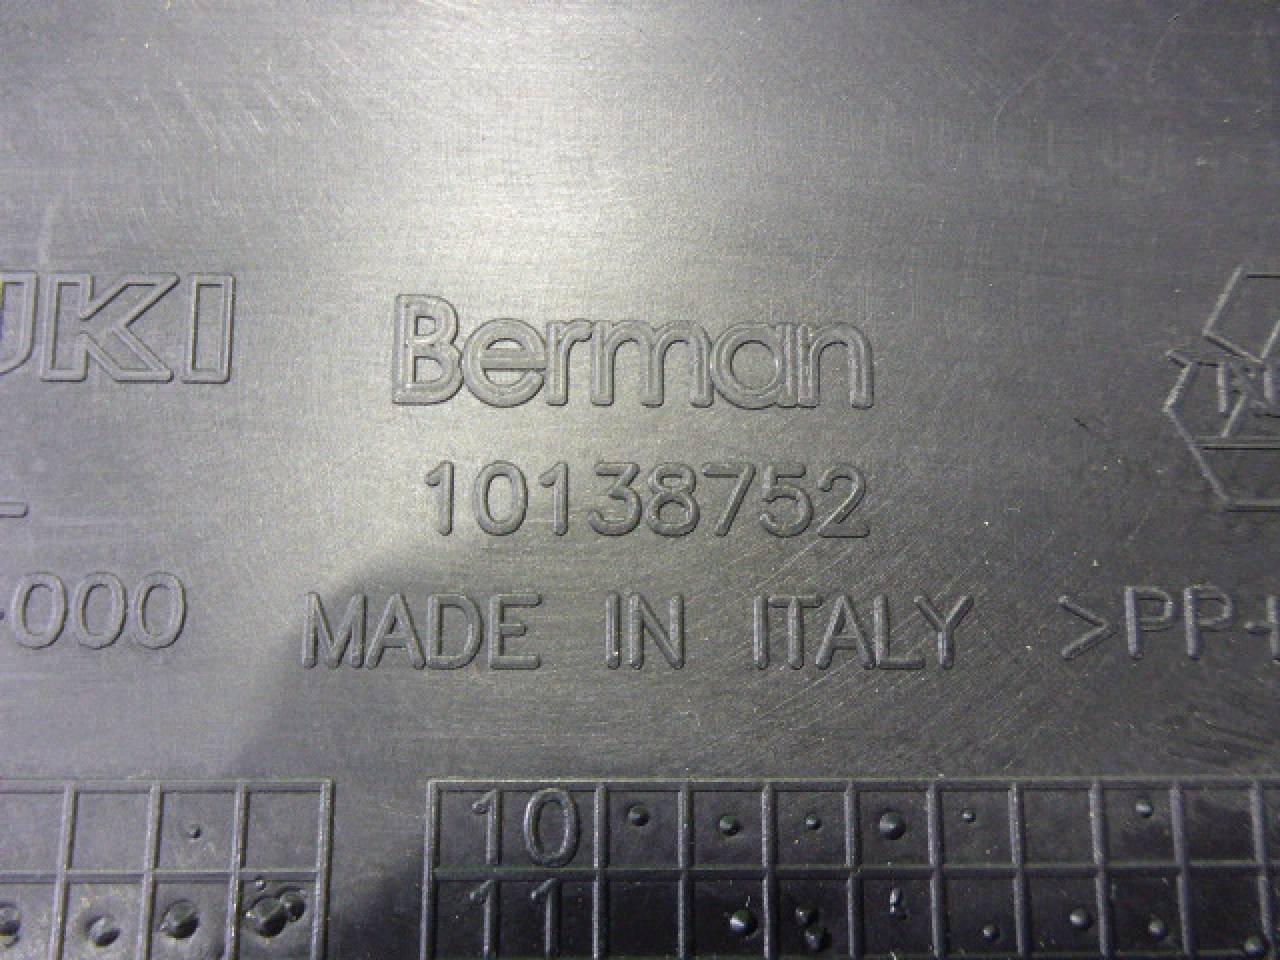 UKI
Berman
10138752
-000
MADE IN ITALY
>PP+
10
11